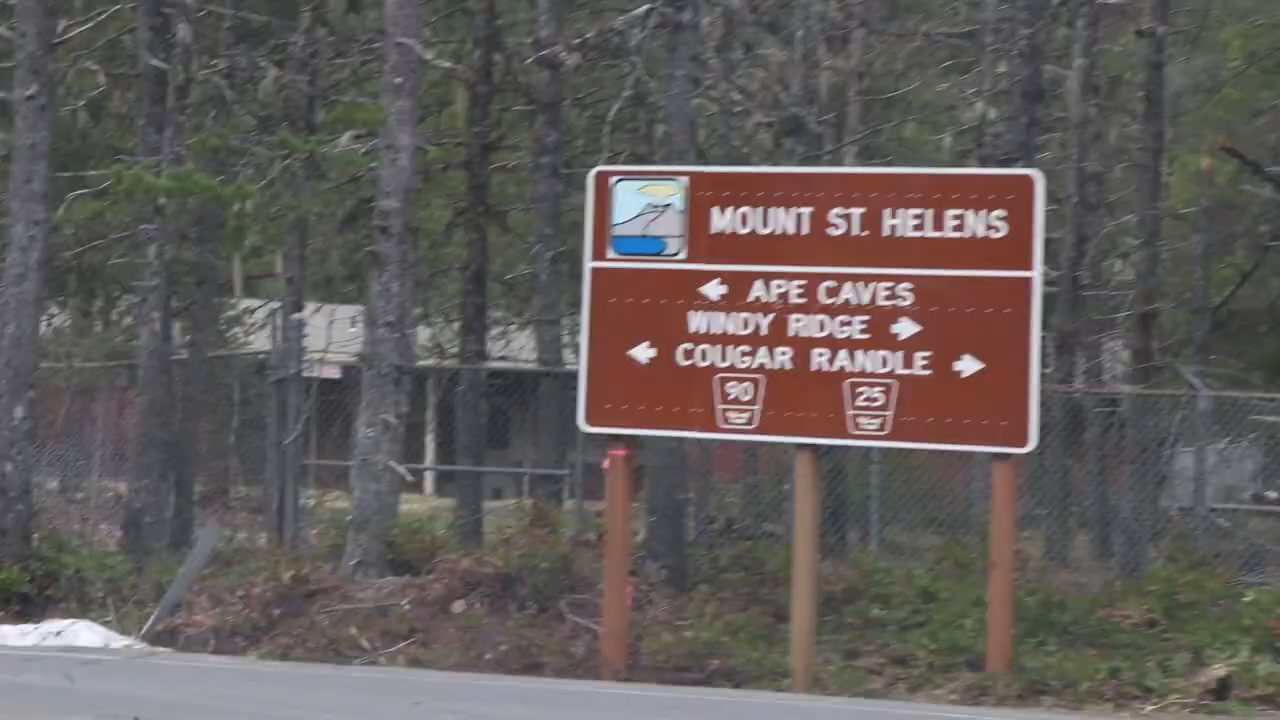 MOUNT ST. HELENS
APE CAVES
WINDY RIDGE
COUGAR RANDLE
90 25